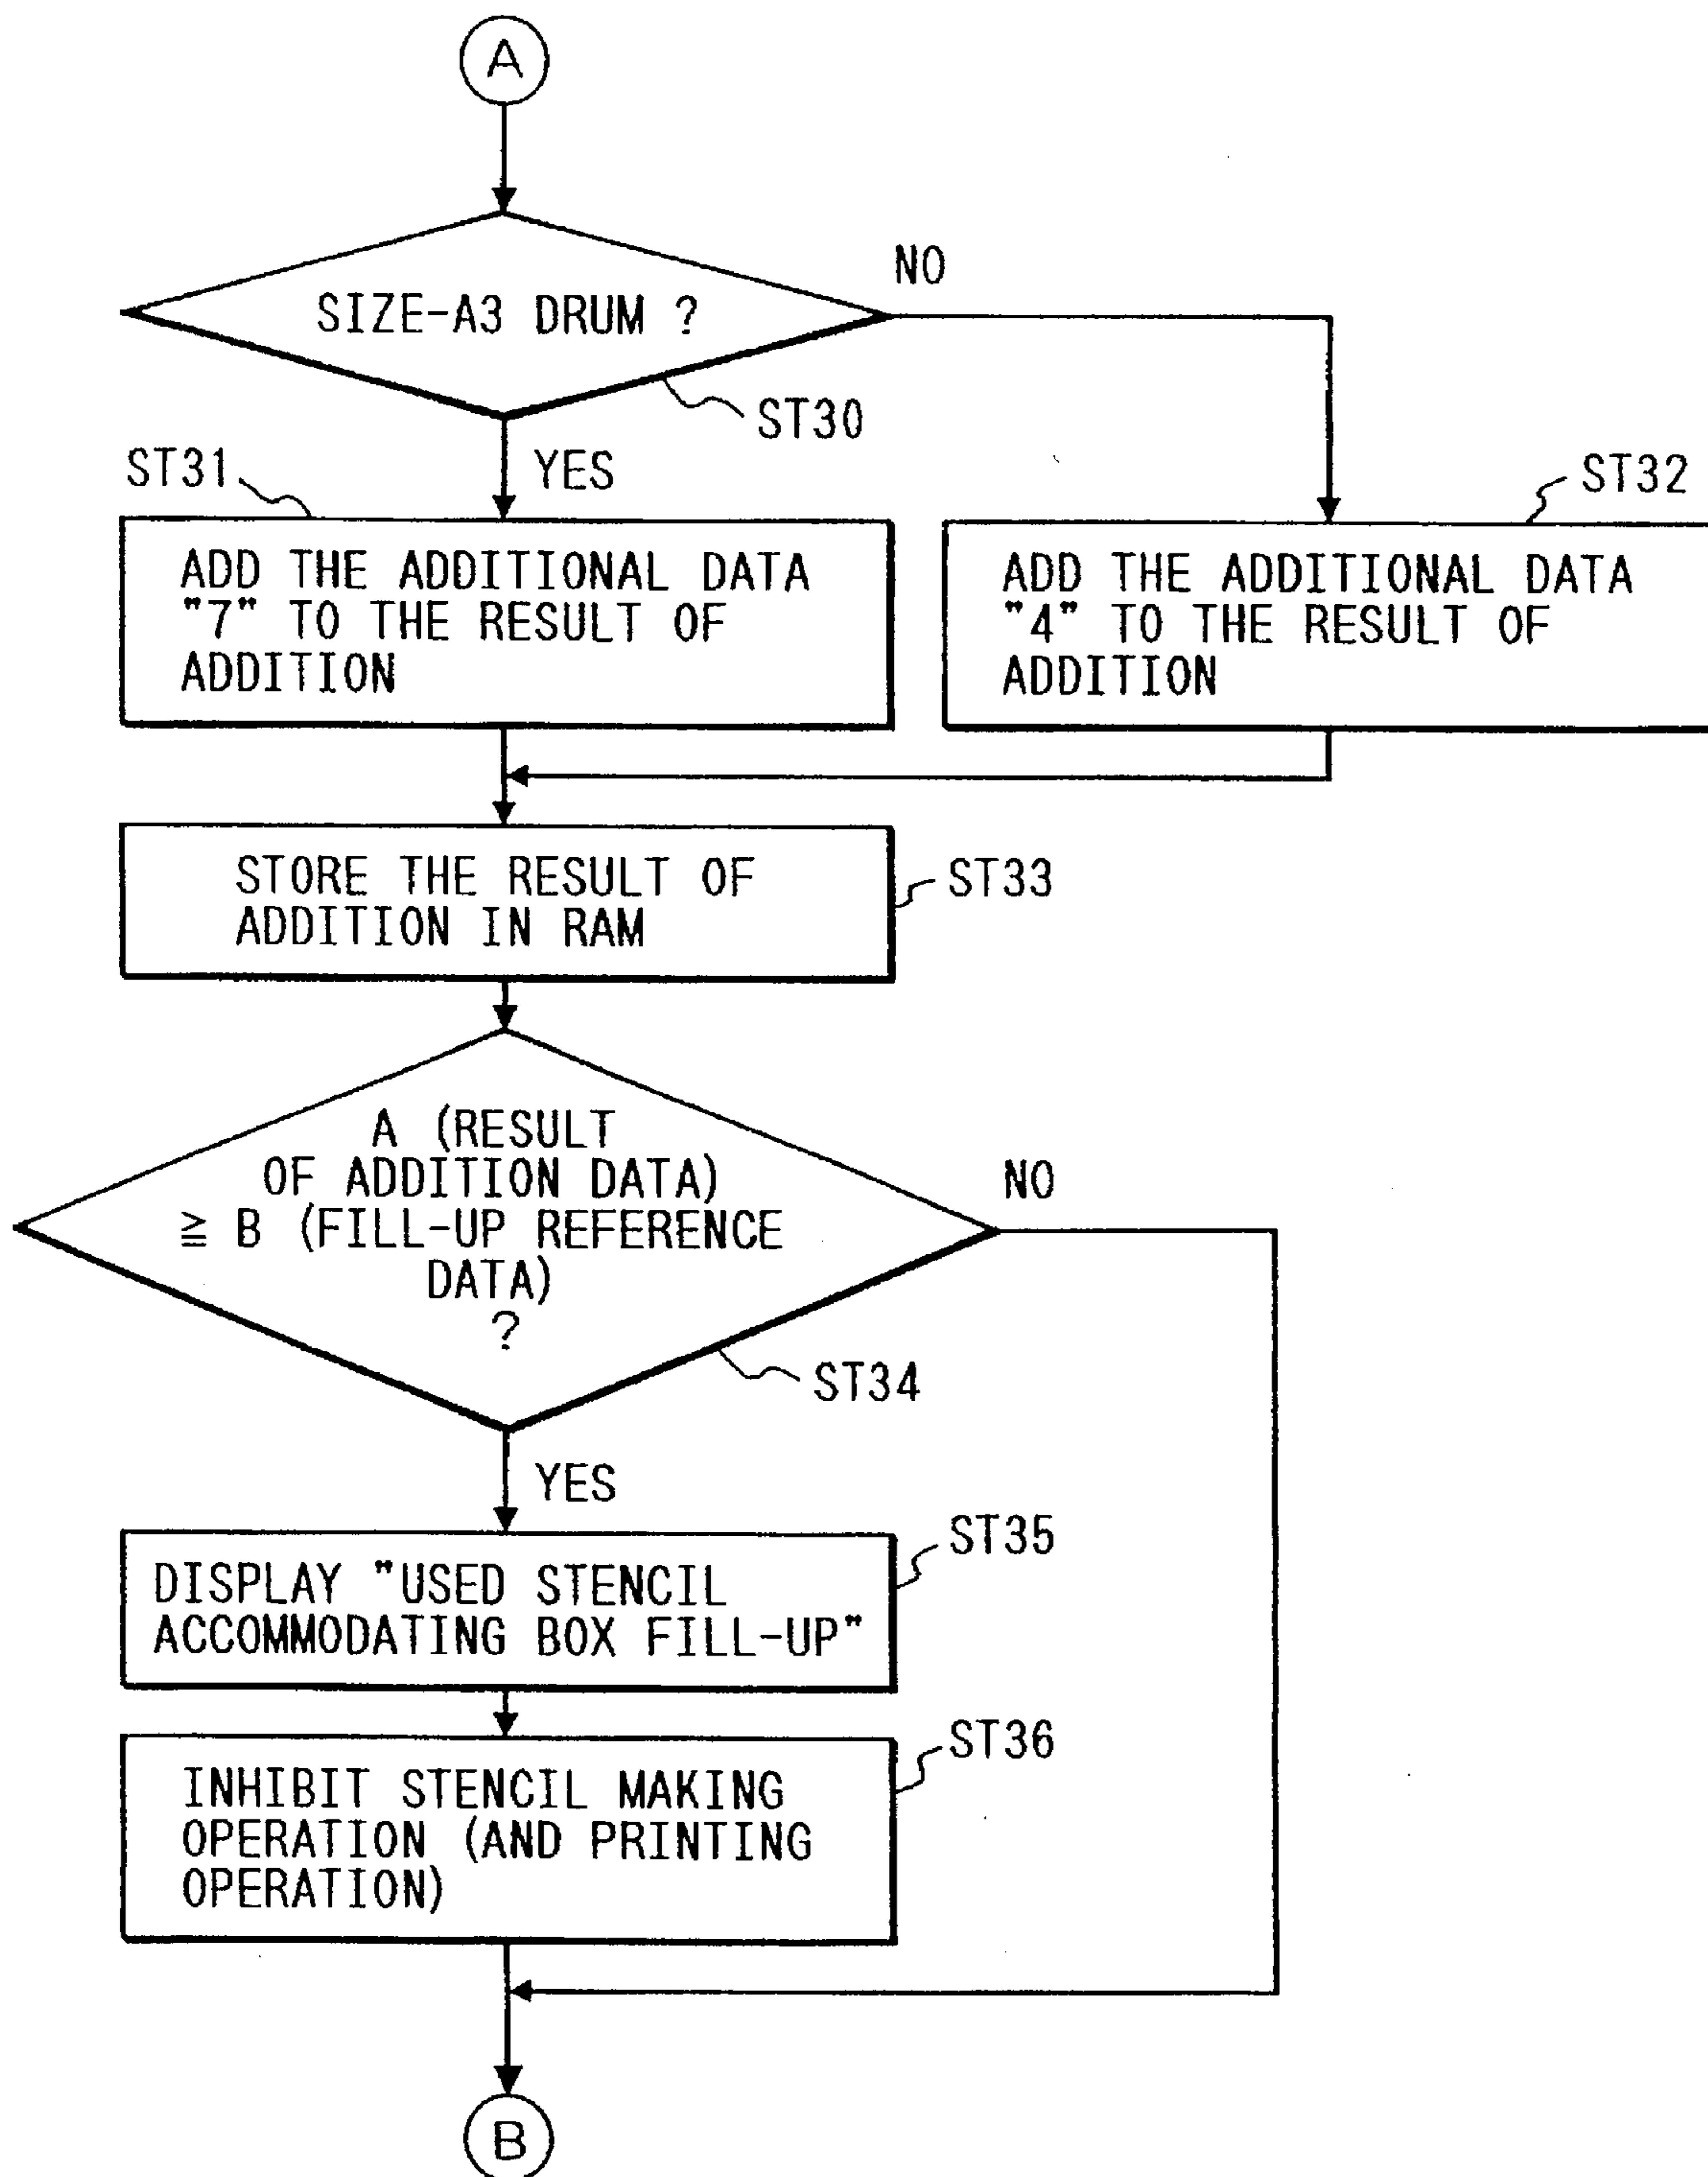 A
SIZE-A3 DRUM ?
NO
ST30
YES
ST31
ADD THE ADDITIONAL DATA
"7" TO THE RESULT OF
ADDITION
ST32
ADD THE ADDITIONAL DATA
"4" TO THE RESULT OF
ADDITION
STORE THE RESULT OF
ADDITION IN RAM
ST33
A (RESULT
OF ADDITION DATA)
≧ B (FILL-UP REFERENCE
DATA)
?
NO
ST34
YES
DISPLAY "USED STENCIL
ACCOMMODATING BOX FILL-UP"
ST35
INHIBIT STENCIL MAKING
OPERATION (AND PRINTING
OPERATION)
ST36
B